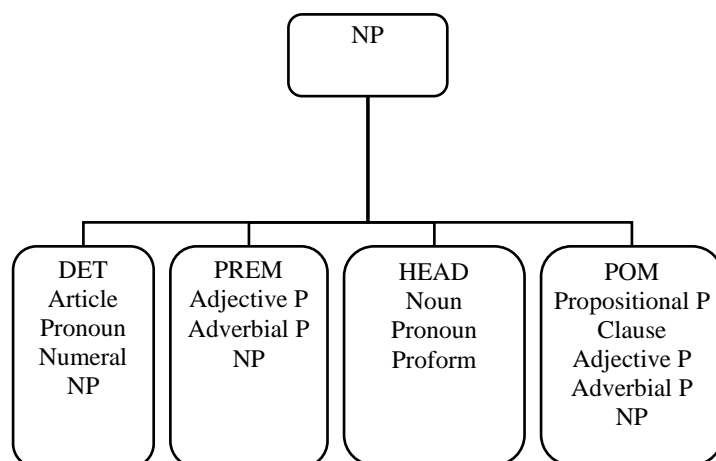 NP
DET
Article
Pronoun
Numeral
NP
PREM
Adjective P
Adverbial P
NP
HEAD
Noun
Pronoun
Proform
POM
Propositional P
Clause
Adjective P
Adverbial P
NP